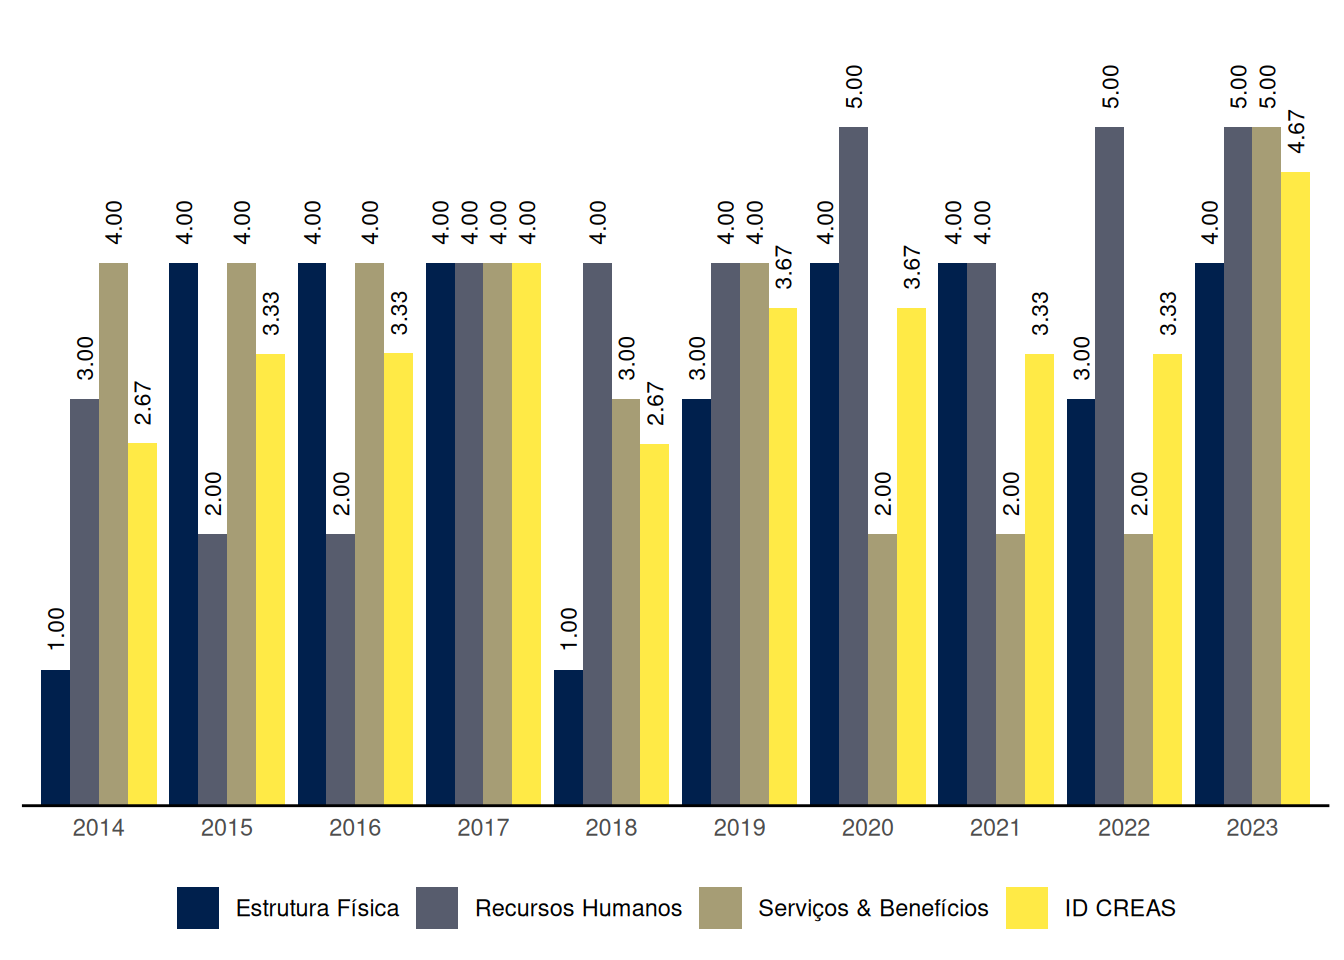 1.00 3.00 4.00 2.67 4.00 2.00 4.00 3.33 4.00 2.00 4.00 3.33 4.00 4.00 4.00 4.00 1.00 4.00 3.00 2.67 3.00 4.00 4.00 3.67 4.00 5.00 2.00 3.67 4.00 4.00 2.00 3.33 3.00 5.00 2.00 3.33 4.00 5.00 5.00 4.67
2014 2015 2016 2017 2018 2019 2020 2021 2022 2023
Estrutura Física Recursos Humanos Serviços & Benefícios ID CREAS